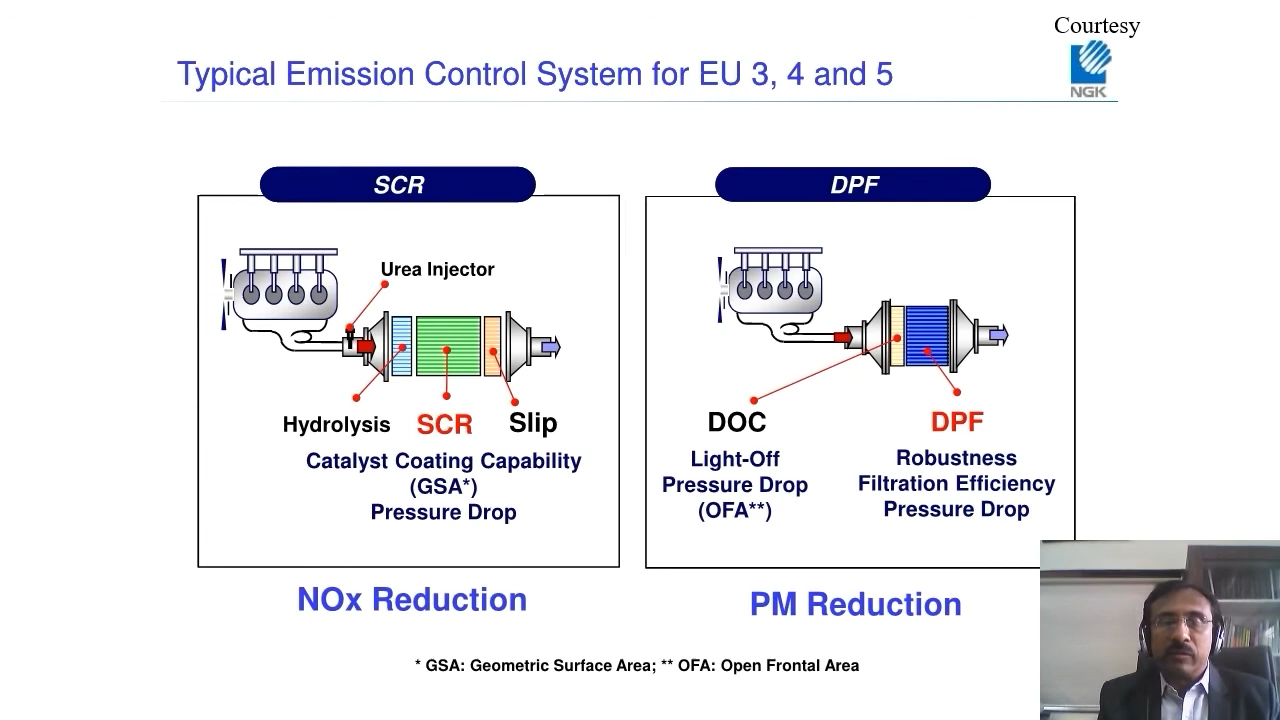 Courtesy
NGK
Typical Emission Control System for EU 3, 4 and 5
SCR
Urea Injector
Hydrolysis
SCR
Slip
Catalyst Coating Capability
(GSA*)
Pressure Drop
NOx Reduction
DPF
DOC
Light-Off
Pressure Drop
(OFA**)
DPF
Robustness
Filtration Efficiency
Pressure Drop
PM Reduction
* GSA: Geometric Surface Area; ** OFA: Open Frontal Area